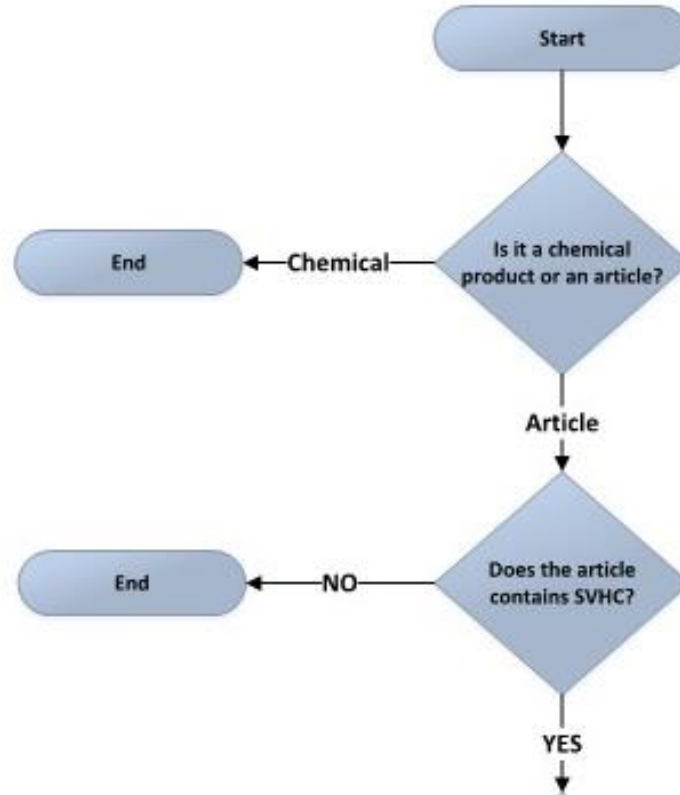 Start
Is it a chemical
product or an article?
Chemical
End
Article
Does the article
contains SVHC?
NO
End
YES